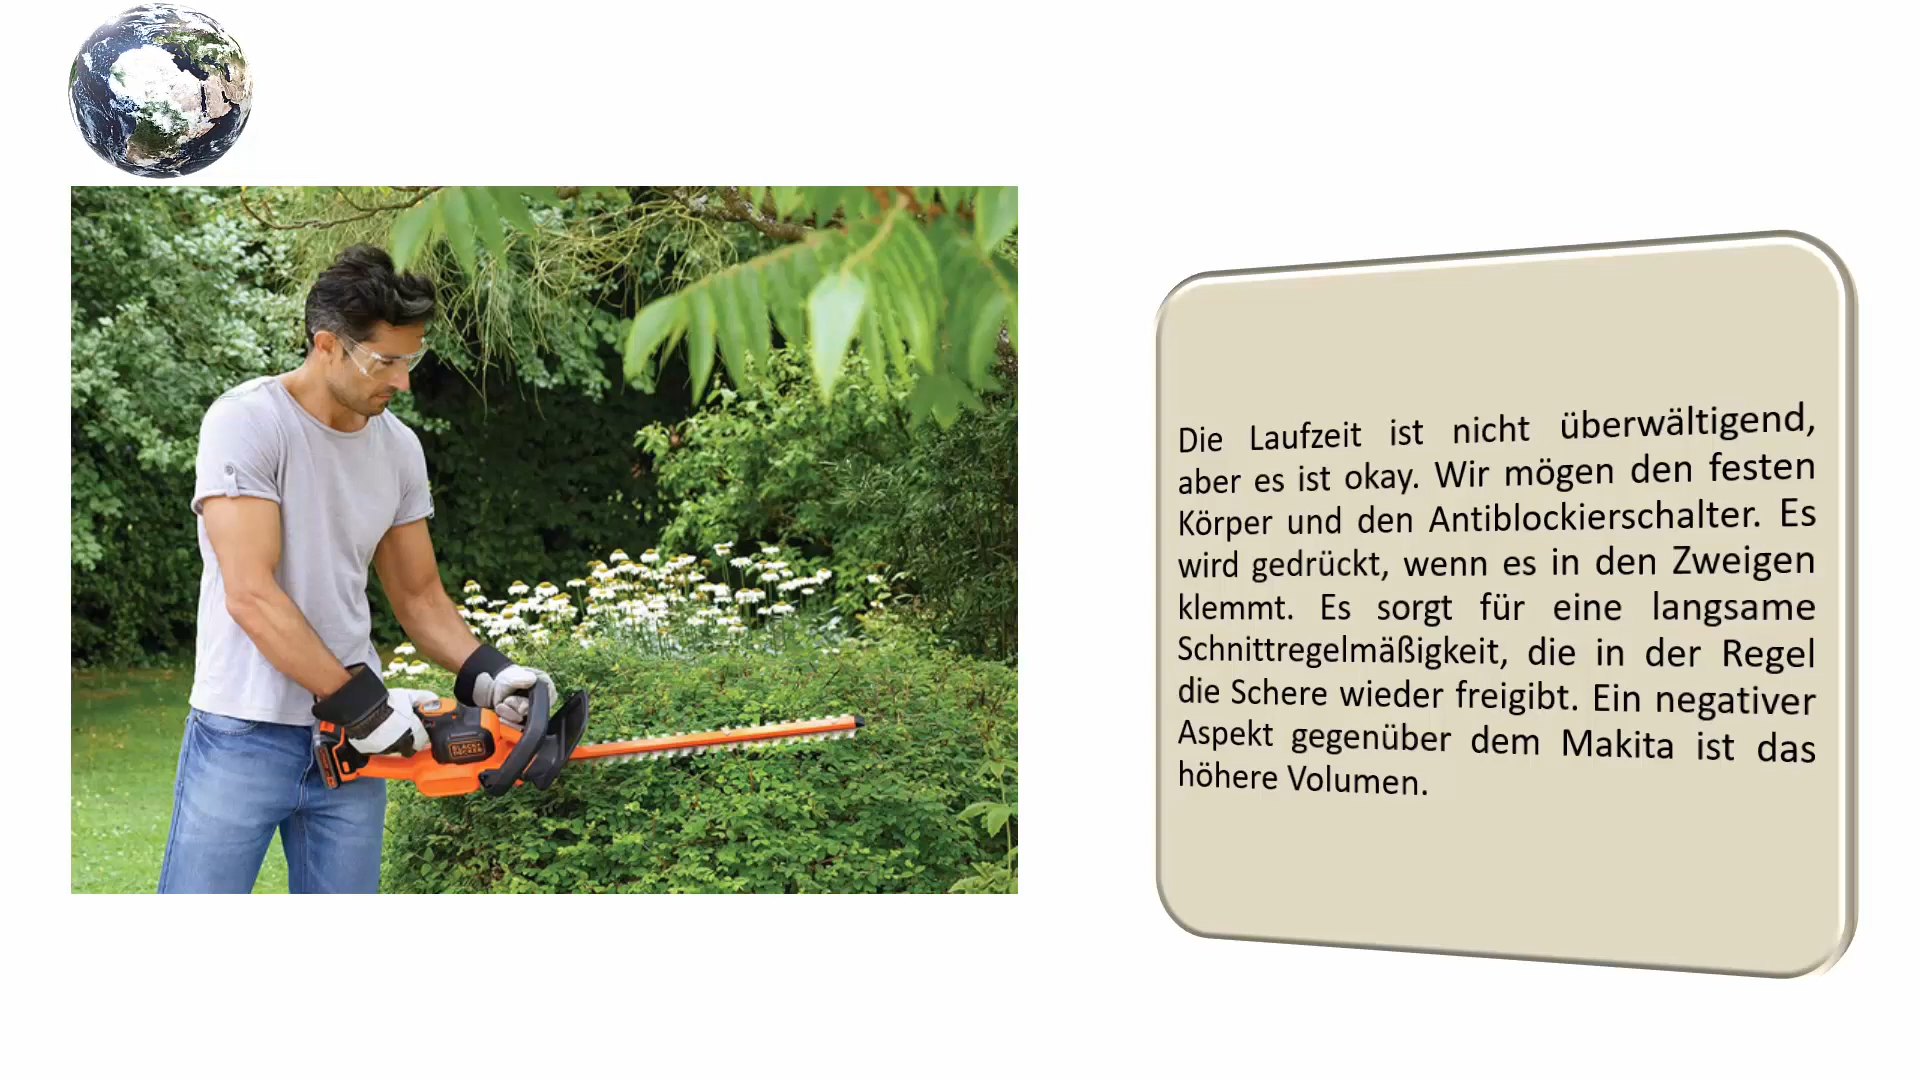 Die Laufzeit ist nicht überwältigend,
aber es ist okay. Wir mögen den festen
Körper und den Antiblockierschalter. Es
wird gedrückt, wenn es in den Zweigen
klemmt. Es sorgt für eine langsame
Schnittregelmäßigkeit, die in der Regel
die Schere wieder freigibt. Ein negativer
Aspekt gegenüber dem Makita ist das
höhere Volumen.
BLACK+
DECKER